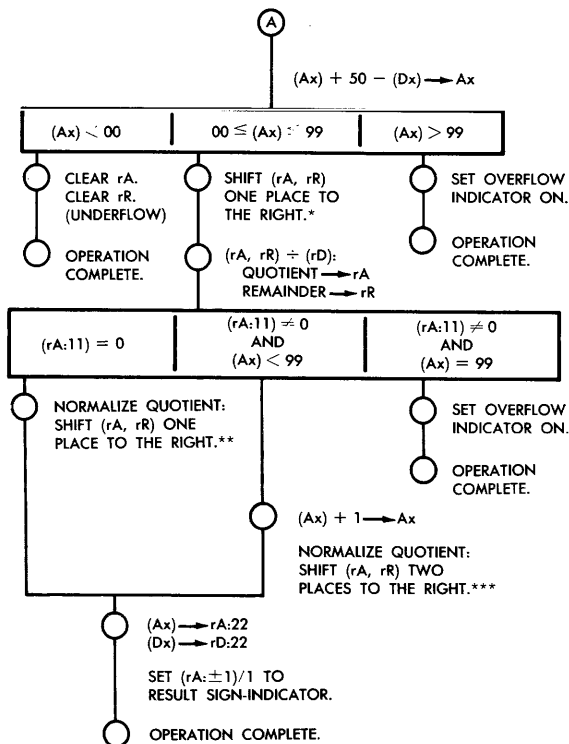 A
(Ax) + 50 − (Dx) → Ax
(Ax) < 00
00 ≤ (Ax) ≤ 99
(Ax) > 99
CLEAR rA.
CLEAR rR.
(UNDERFLOW)
OPERATION
COMPLETE.
SHIFT (rA, rR)
ONE PLACE TO
THE RIGHT.*
(rA, rR) ÷ (rD):
QUOTIENT → rA
REMAINDER → rR
SET OVERFLOW
INDICATOR ON.
OPERATION
COMPLETE.
(rA:11) = 0
(rA:11) ≠ 0
AND
(Ax) < 99
(rA:11) ≠ 0
AND
(Ax) = 99
NORMALIZE QUOTIENT:
SHIFT (rA, rR) ONE
PLACE TO THE RIGHT.**
SET OVERFLOW
INDICATOR ON.
OPERATION
COMPLETE.
(Ax) + 1 → Ax
NORMALIZE QUOTIENT:
SHIFT (rA, rR) TWO
PLACES TO THE RIGHT.***
(Ax) → rA:22
(Dx) → rD:22
SET (rA:±1)/1 TO
RESULT SIGN-INDICATOR.
OPERATION COMPLETE.